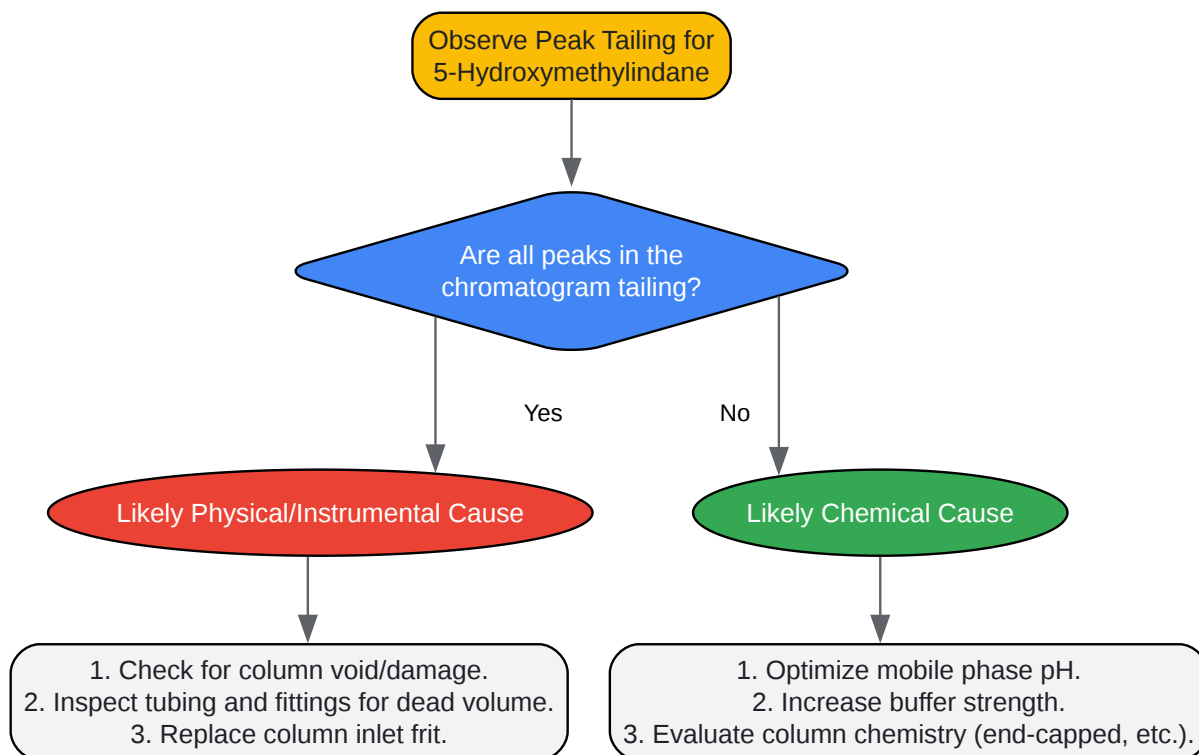 Observe Peak Tailing for
5-Hydroxymethylindane
Are all peaks in the
chromatogram tailing?
Yes
No
Likely Physical/Instrumental Cause
Likely Chemical Cause
1. Check for column void/damage.
2. Inspect tubing and fittings for dead volume.
3. Replace column inlet frit.
1. Optimize mobile phase pH.
2. Increase buffer strength.
3. Evaluate column chemistry (end-capped, etc.).